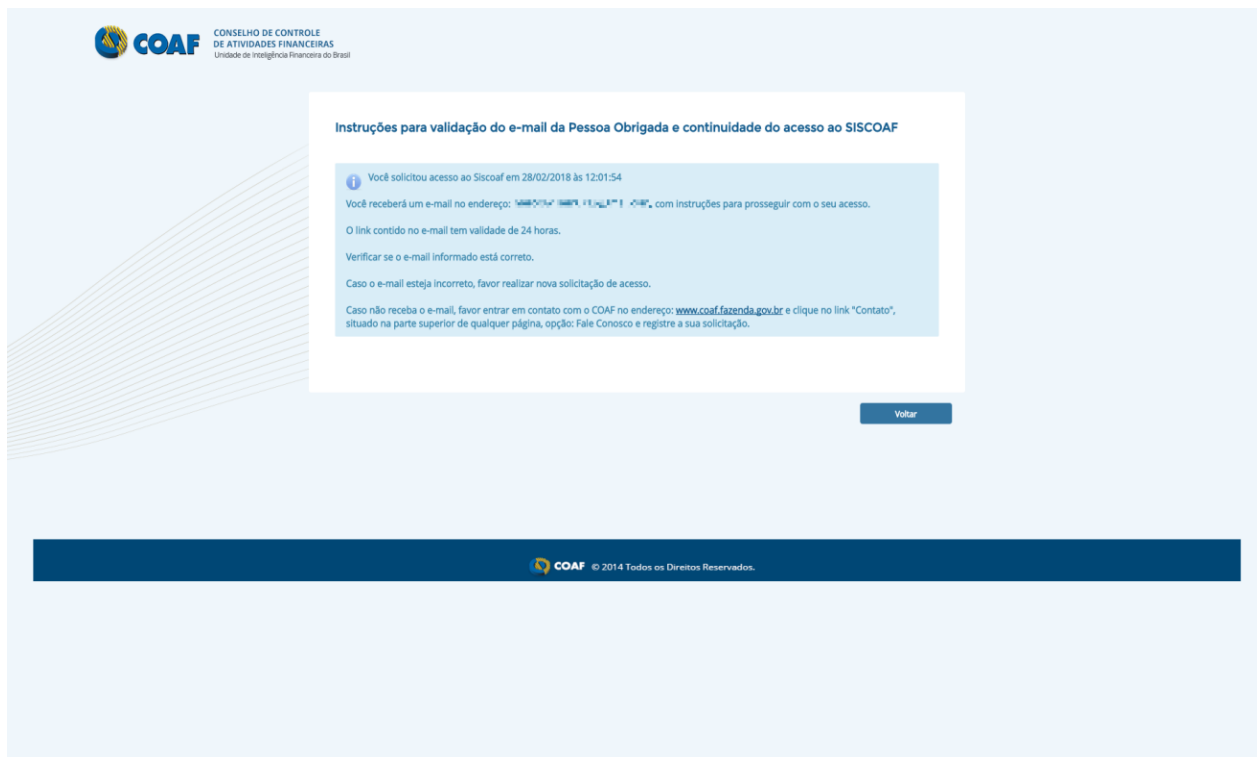 COAF
CONSELHO DE CONTROLE
DE ATIVIDADES FINANCEIRAS
Unidade de Inteligência Financeira do Brasil
Instruções para validação do e-mail da Pessoa Obrigada e continuidade do acesso ao SISCOAF
Você solicitou acesso ao Siscoaf em 28/02/2018 às 12:01:54
Você receberá um e-mail no endereço: , com instruções para prosseguir com o seu acesso.
O link contido no e-mail tem validade de 24 horas.
Verificar se o e-mail informado está correto.
Caso o e-mail esteja incorreto, favor realizar nova solicitação de acesso.
Caso não receba o e-mail, favor entrar em contato com o COAF no endereço: www.coaf.fazenda.gov.br e clique no link "Contato",
situado na parte superior de qualquer página, opção: Fale Conosco e registre a sua solicitação.
Voltar
COAF © 2014 Todos os Direitos Reservados.